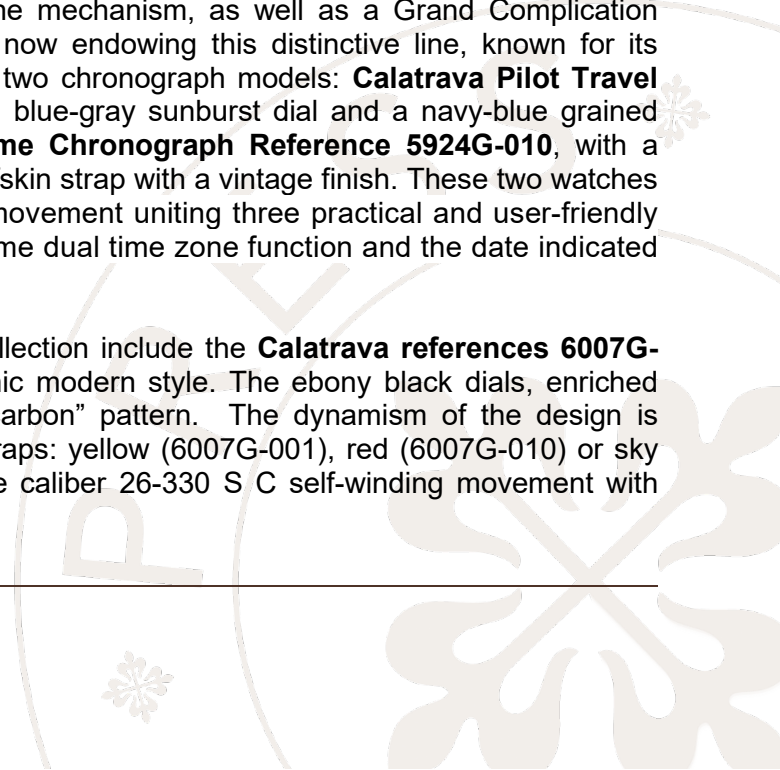 he mechanism, as well as a Grand Complication
now endowing this distinctive line, known for its
two chronograph models: Calatrava Pilot Travel
blue-gray sunburst dial and a navy-blue grained
me Chronograph Reference 5924G-010, with a
skin strap with a vintage finish. These two watches
movement uniting three practical and user-friendly
me dual time zone function and the date indicated
llection include the Calatrava references 6007G-
nic modern style. The ebony black dials, enriched
arbon” pattern. The dynamism of the design is
raps: yellow (6007G-001), red (6007G-010) or sky
e caliber 26-330 S C self-winding movement with
PRESS